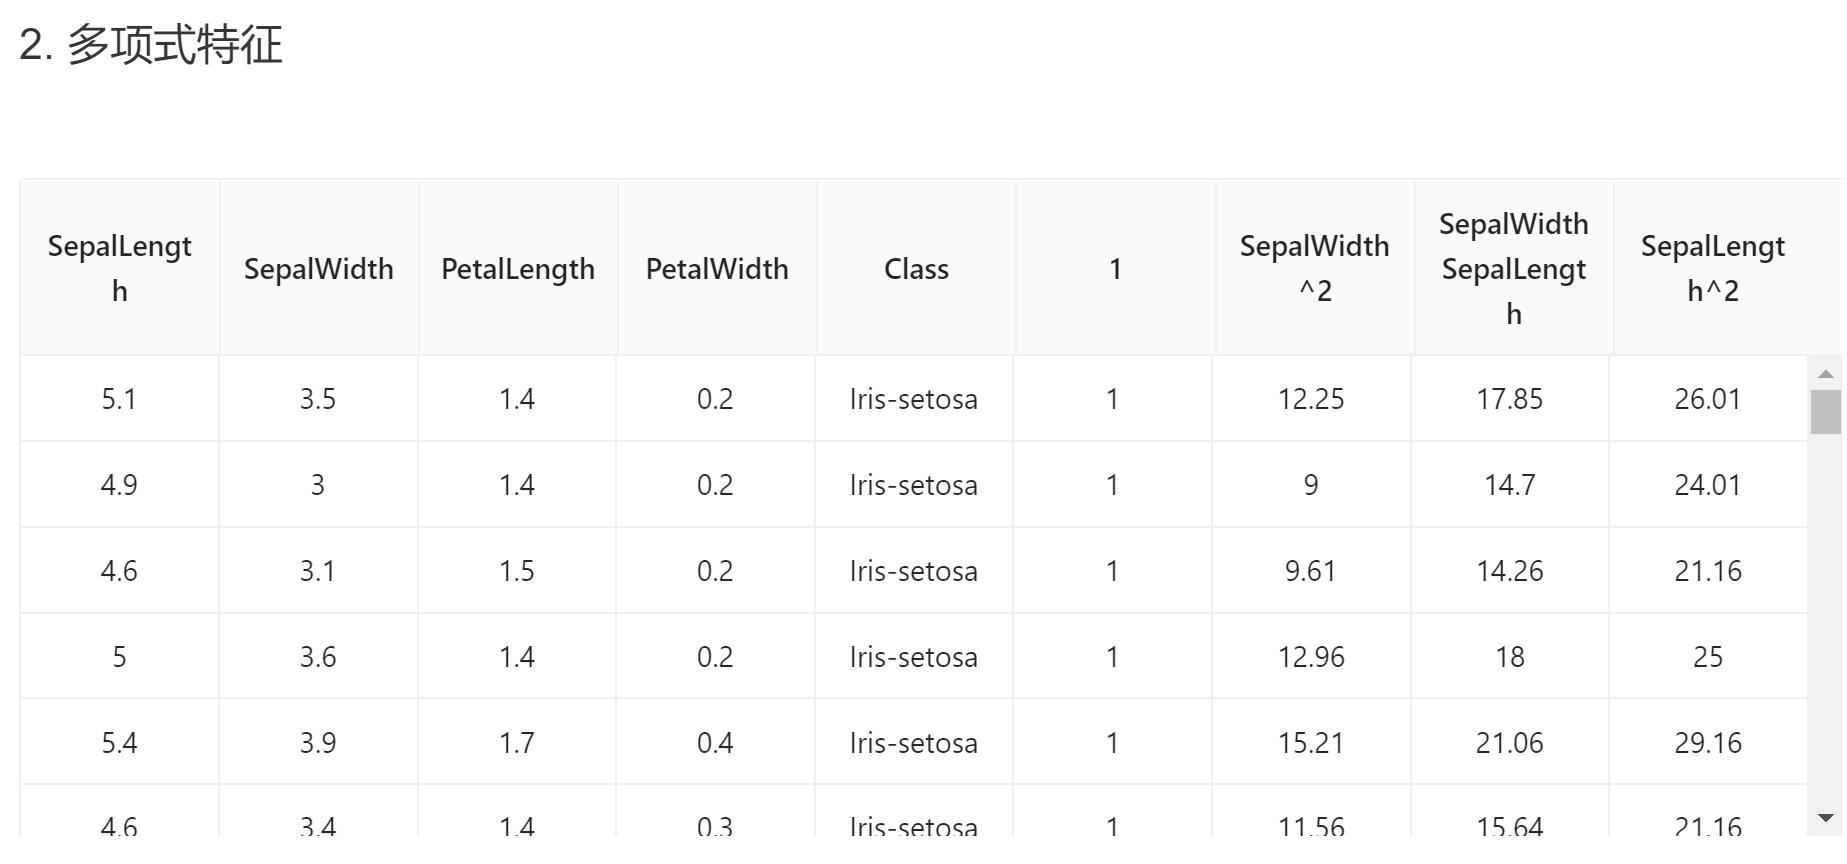 2. 多项式特征
SepalLengt
h
SepalWidth
PetalLength
PetalWidth
Class
1
SepalWidth
^2
SepalWidth
SepalLengt
h
SepalLengt
h^2
5.1 3.5 1.4 0.2 Iris-setosa 1 12.25 17.85 26.01
4.9 3 1.4 0.2 Iris-setosa 1 9 14.7 24.01
4.6 3.1 1.5 0.2 Iris-setosa 1 9.61 14.26 21.16
5 3.6 1.4 0.2 Iris-setosa 1 12.96 18 25
5.4 3.9 1.7 0.4 Iris-setosa 1 15.21 21.06 29.16
4.6 3.4 1.4 0.3 Iris-setosa 1 11.56 15.64 21.16